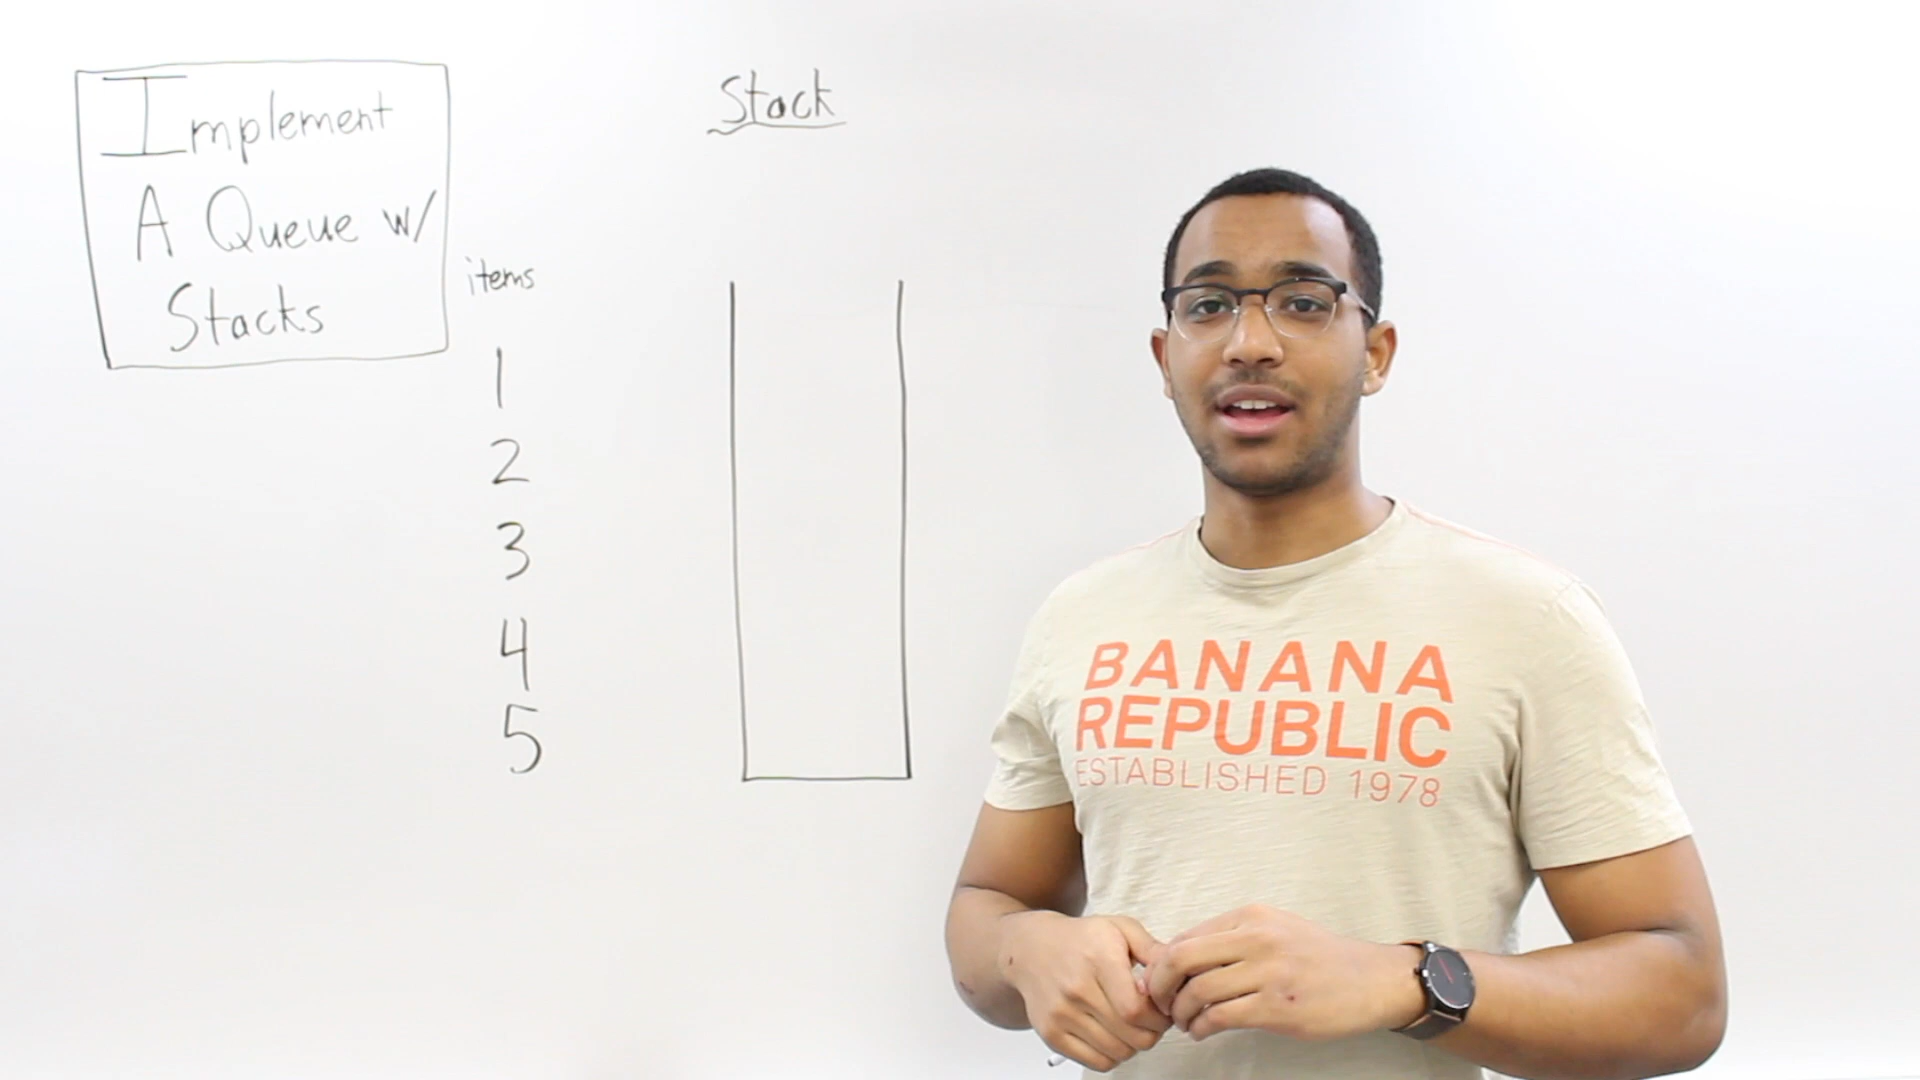 Implement
A Queue w/
Stacks
items
1
2
3
4
5
Stack
BANANA
REPUBLIC
ESTABLISHED 1978